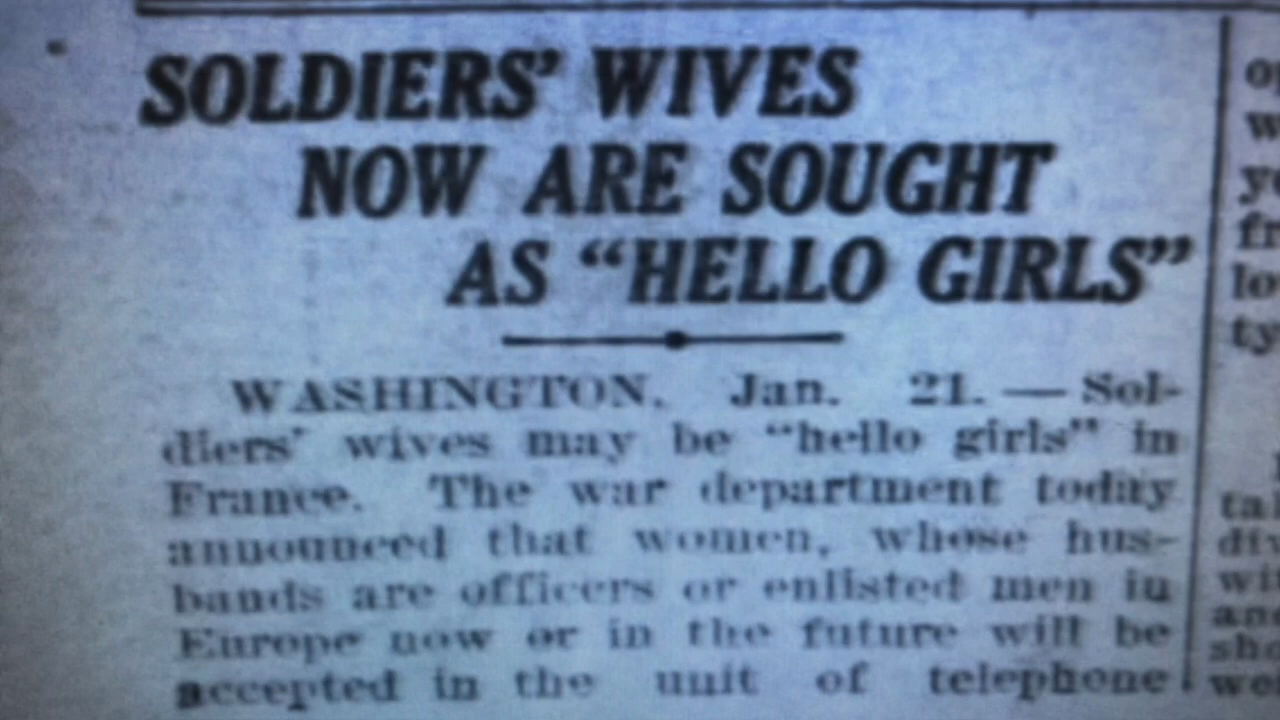 SOLDIERS' WIVES
NOW ARE SOUGHT
AS "HELLO GIRLS"
WASHINGTON, Jan. 21. — Sol-
diers' wives may be "hello girls" in
France. The war department today
announced that women, whose hus-
bands are officers or enlisted men in
Europe now or in the future will be
accepted in the unit of telephone